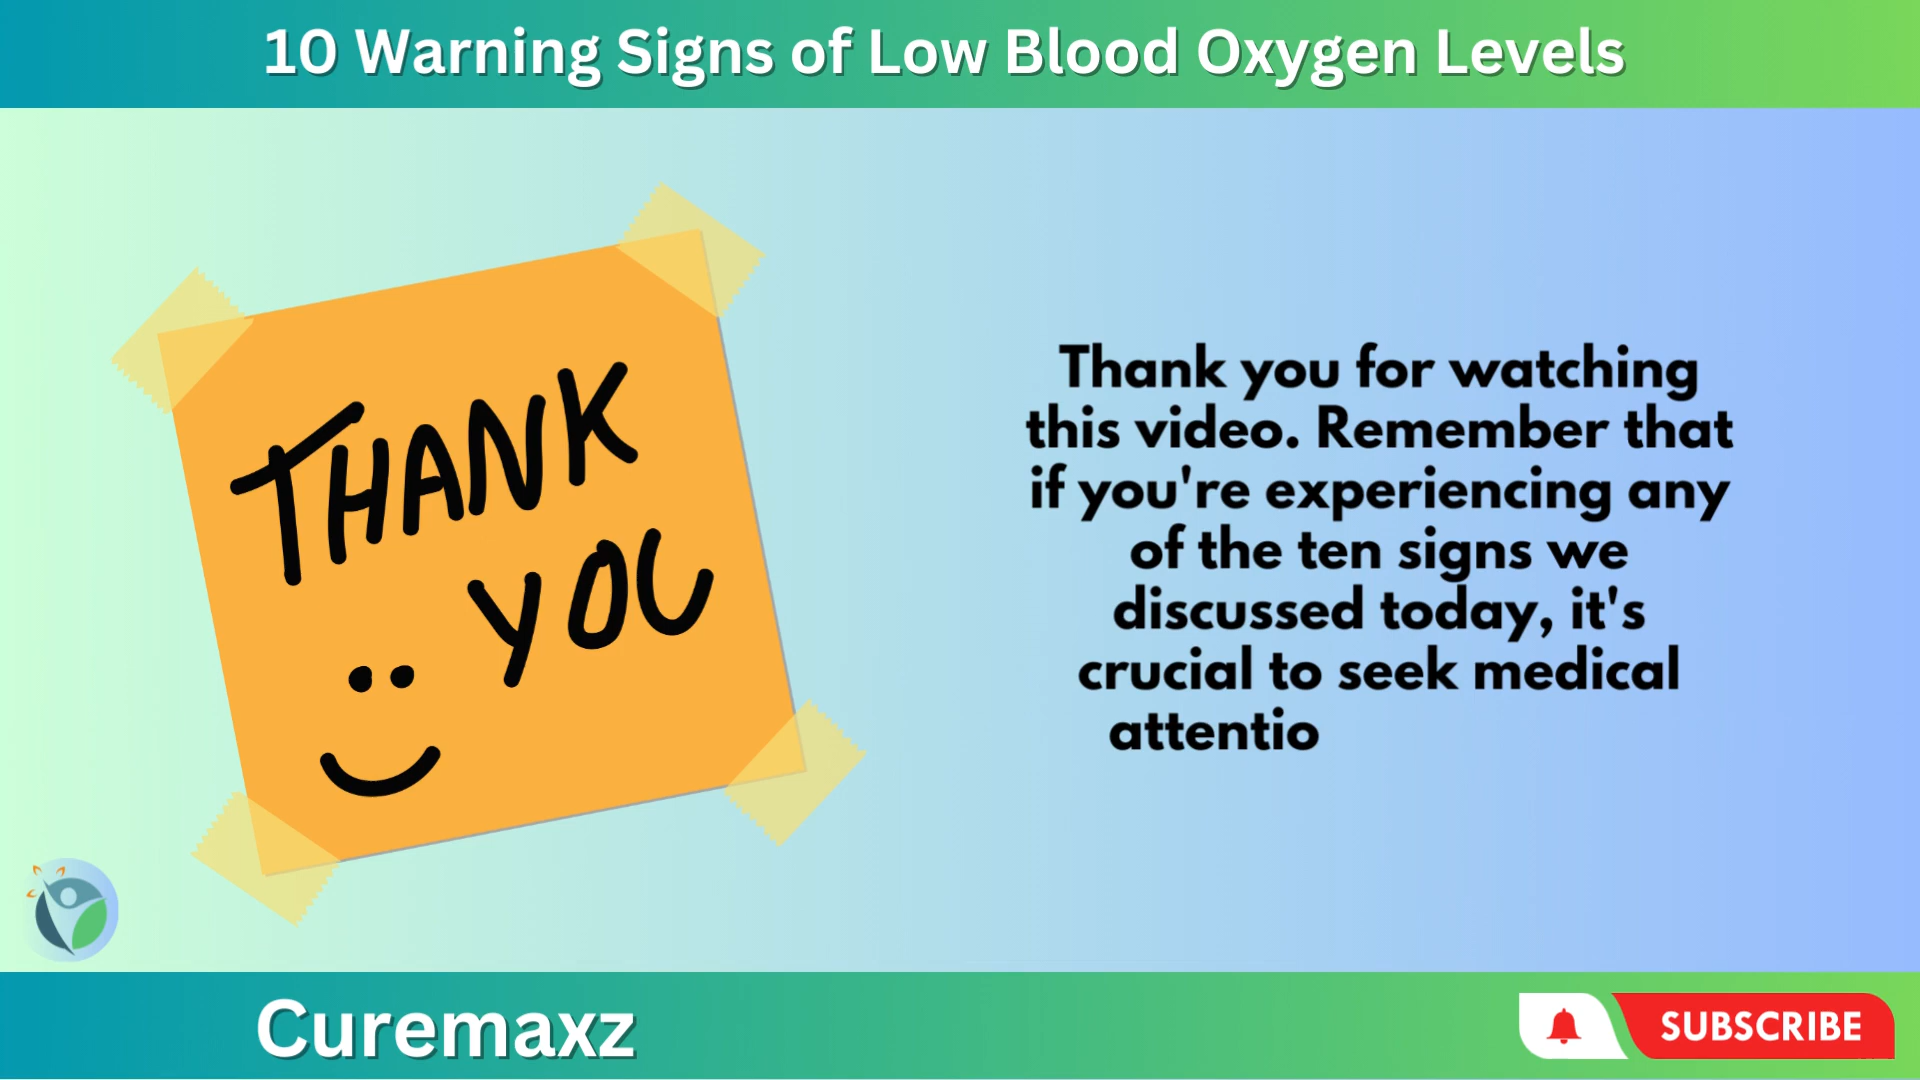 10 Warning Signs of Low Blood Oxygen Levels
THANK
YOU
Thank you for watching
this video. Remember that
if you're experiencing any
of the ten signs we
discussed today, it's
crucial to seek medical
attentio
Curemaxz
SUBSCRIBE